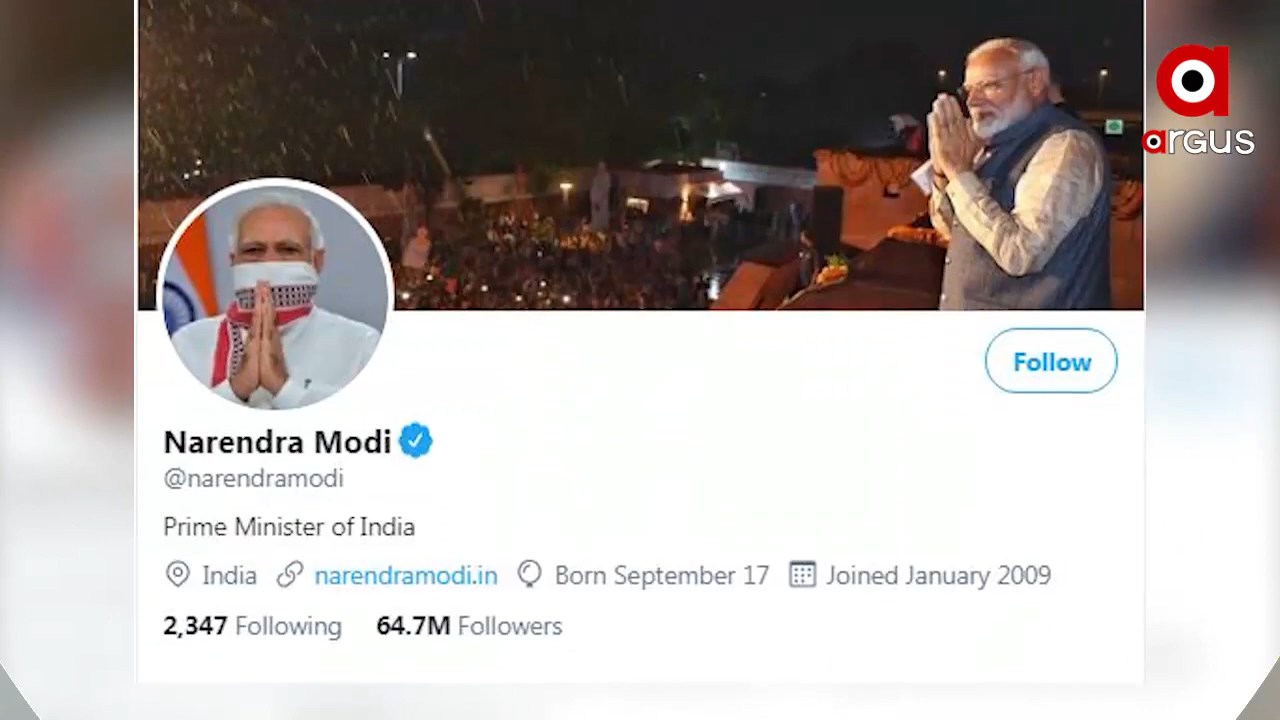 argus
Follow
Narendra Modi
@narendramodi
Prime Minister of India
India narendramodi.in Born September 17 Joined January 2009
2,347 Following 64.7M Followers